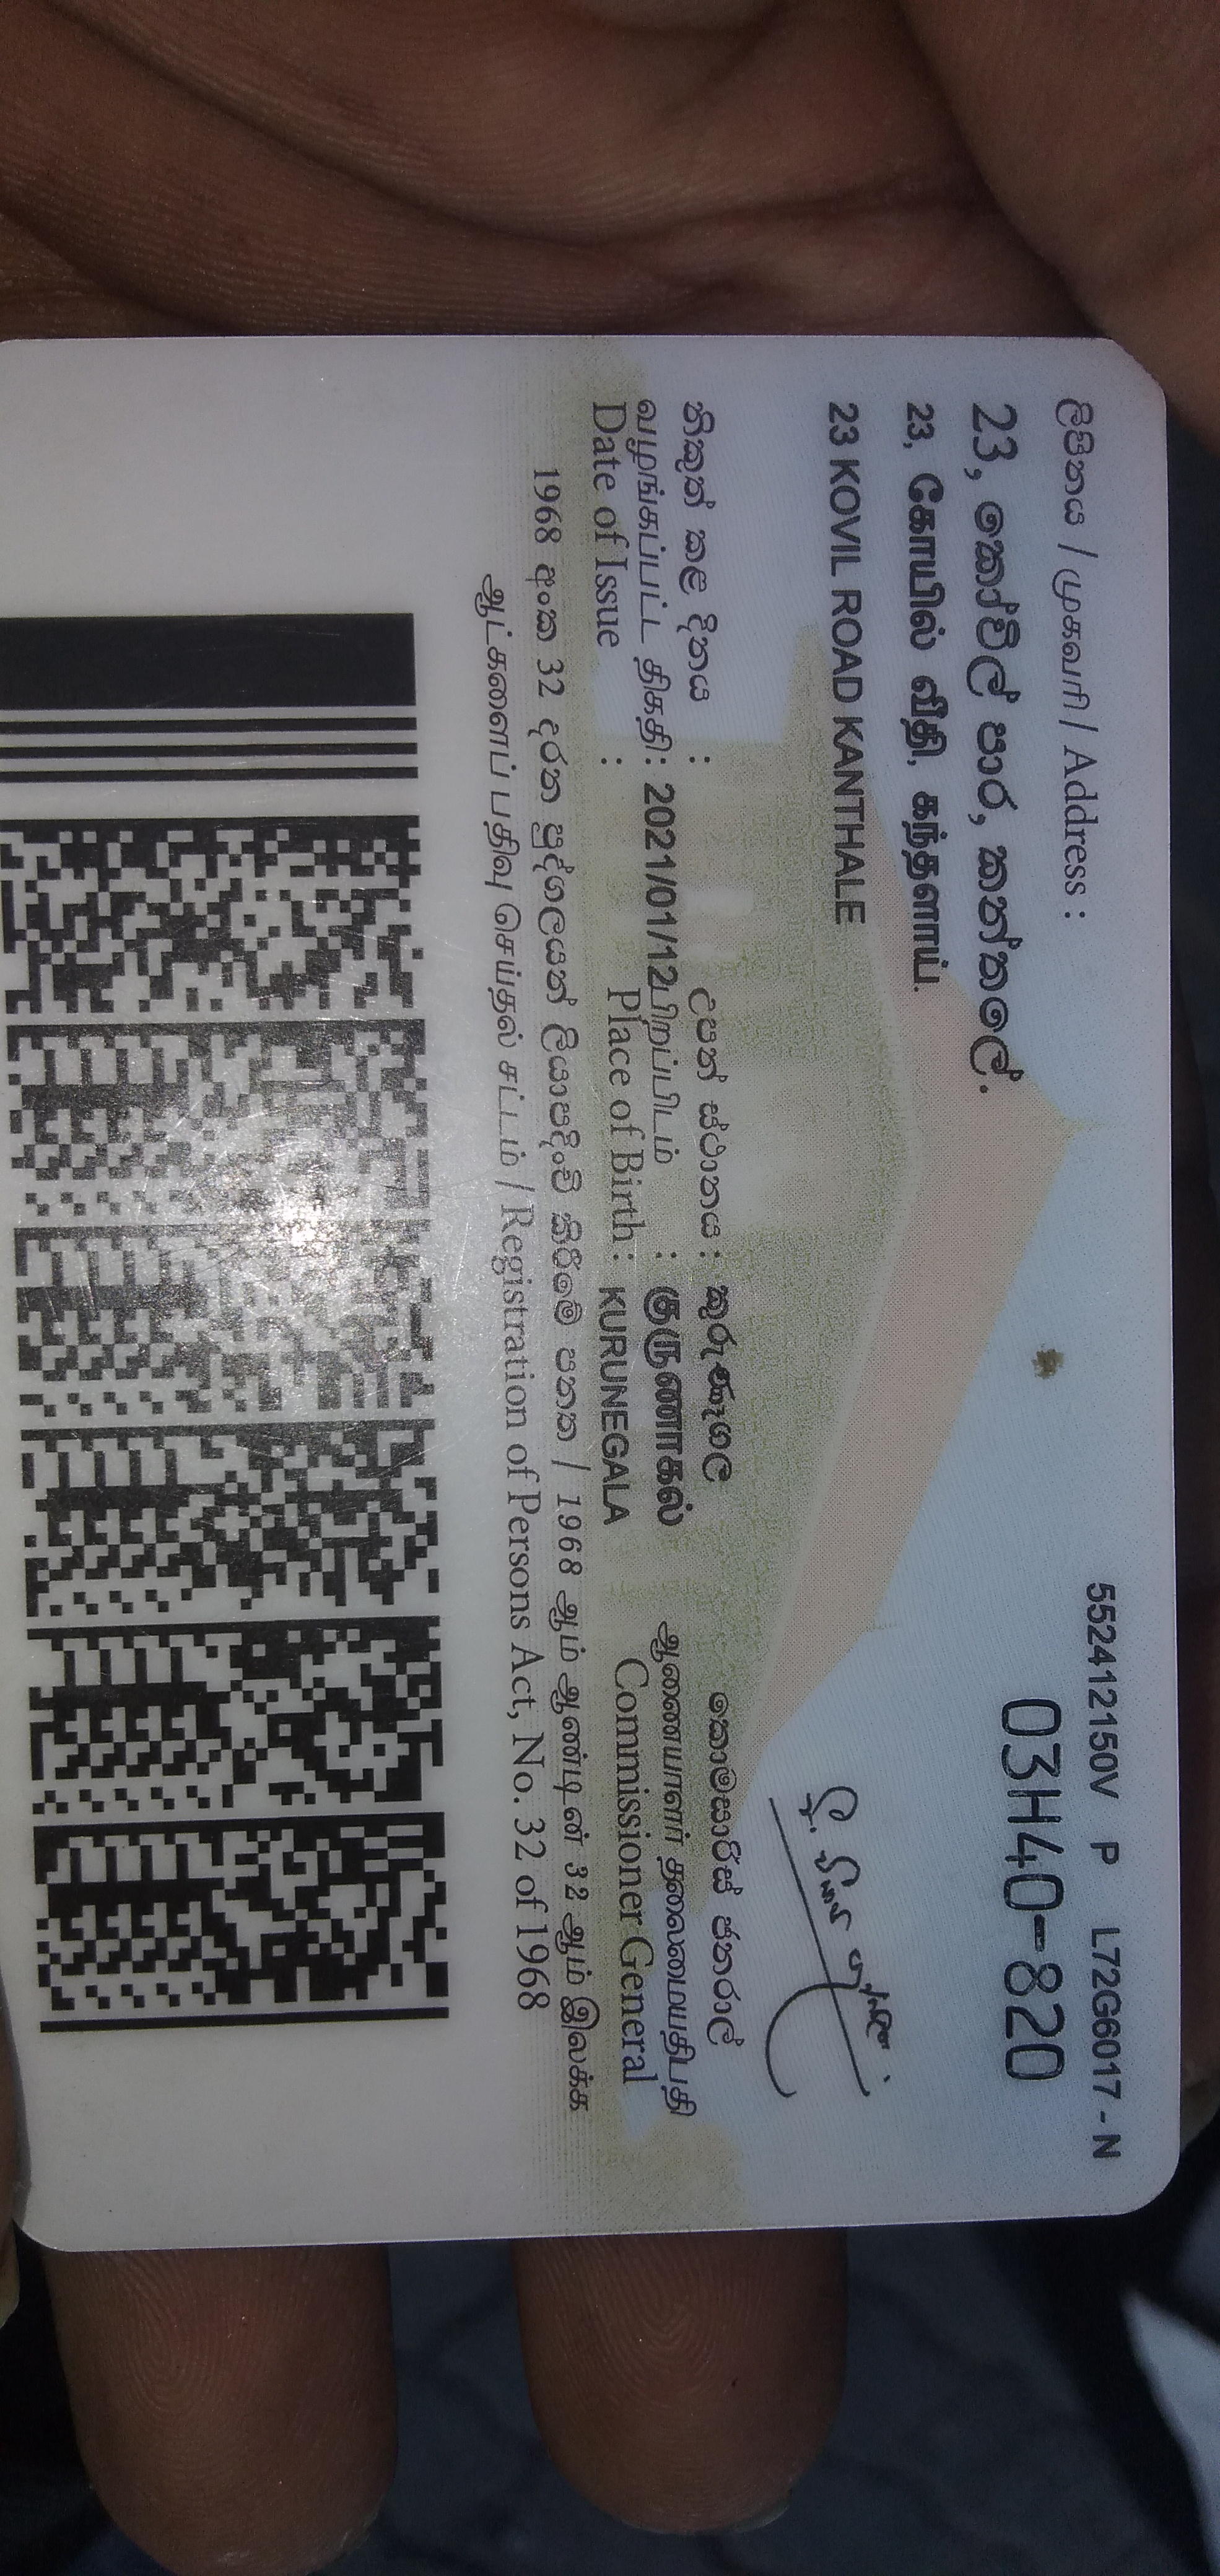 ලිපිනය / முகவரி / Address :
552412150V P L72G6017 - N
23, කෝවිල් පාර, කන්තලේ.
03H40-820
23, கோயில் வீதி, கந்தளாய்.
23 KOVIL ROAD KANTHALE
නිකුත් කළ දිනය :
வழங்கப்பட்ட திகதி : 2021/01/12
Date of Issue :
උපන් ස්ථානය : කුරුණෑගල
பிறப்பிடம் : குருணாகல்
Place of Birth : KURUNEGALA
කොමසාරිස් ජනරාල්
ஆணையாளர் தலைமையதிபதி
Commissioner General
1968 අංක 32 දරන පුද්ගලයන් ලියාපදිංචි කිරීමේ පනත / 1968 ஆம் ஆண்டின் 32 ஆம் இலக்க
ஆட்களைப் பதிவு செய்தல் சட்டம் / Registration of Persons Act, No. 32 of 1968